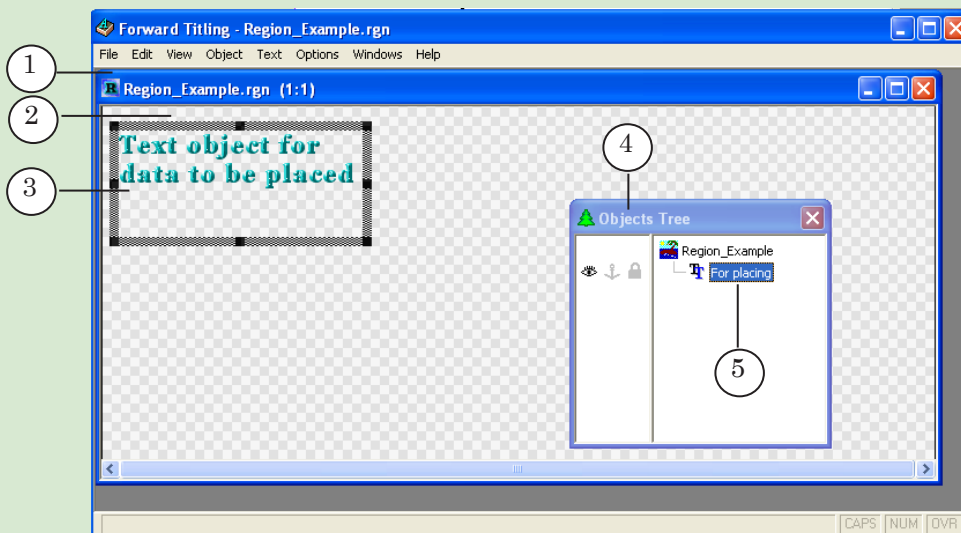 Forward Titling - Region_Example.rgn
File Edit View Object Text Options Windows Help
1
Region_Example.rgn (1:1)
2
Text object for
data to be placed
3
4
Objects Tree
Region_Example
For placing
5
CAPS NUM OVR